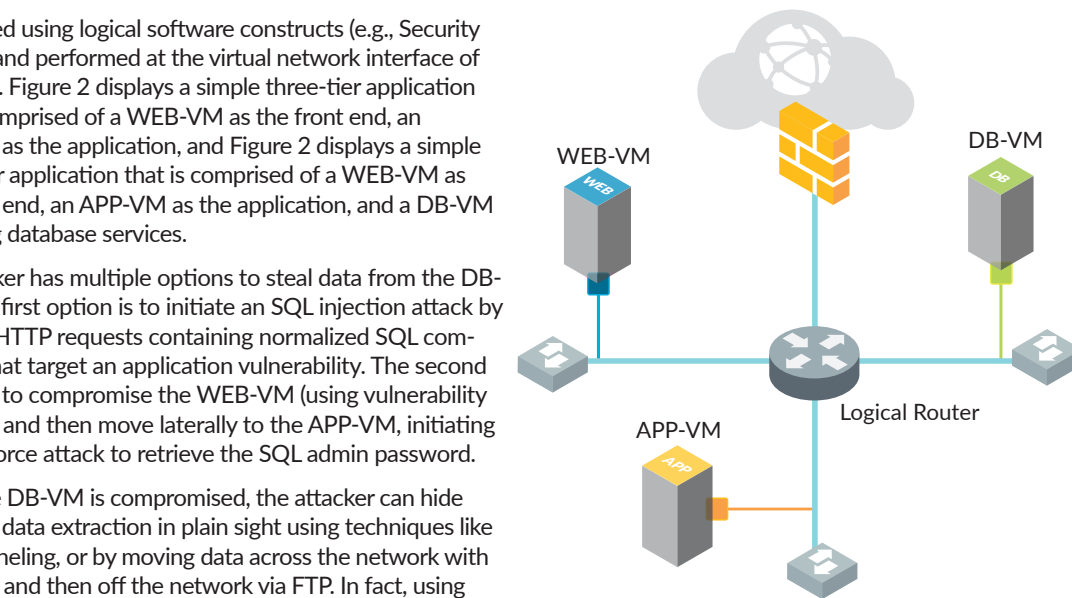 ed using logical software constructs (e.g., Security
and performed at the virtual network interface of
. Figure 2 displays a simple three-tier application
mprised of a WEB-VM as the front end, an
as the application, and Figure 2 displays a simple
r application that is comprised of a WEB-VM as
end, an APP-VM as the application, and a DB-VM
g database services.
ker has multiple options to steal data from the DB-
first option is to initiate an SQL injection attack by
HTTP requests containing normalized SQL com-
hat target an application vulnerability. The second
to compromise the WEB-VM (using vulnerability
and then move laterally to the APP-VM, initiating
orce attack to retrieve the SQL admin password.
e DB-VM is compromised, the attacker can hide
data extraction in plain sight using techniques like
neling, or by moving data across the network with
and then off the network via FTP. In fact, using
WEB-VM
WEB
DB-VM
DB
Logical Router
APP-VM
APP